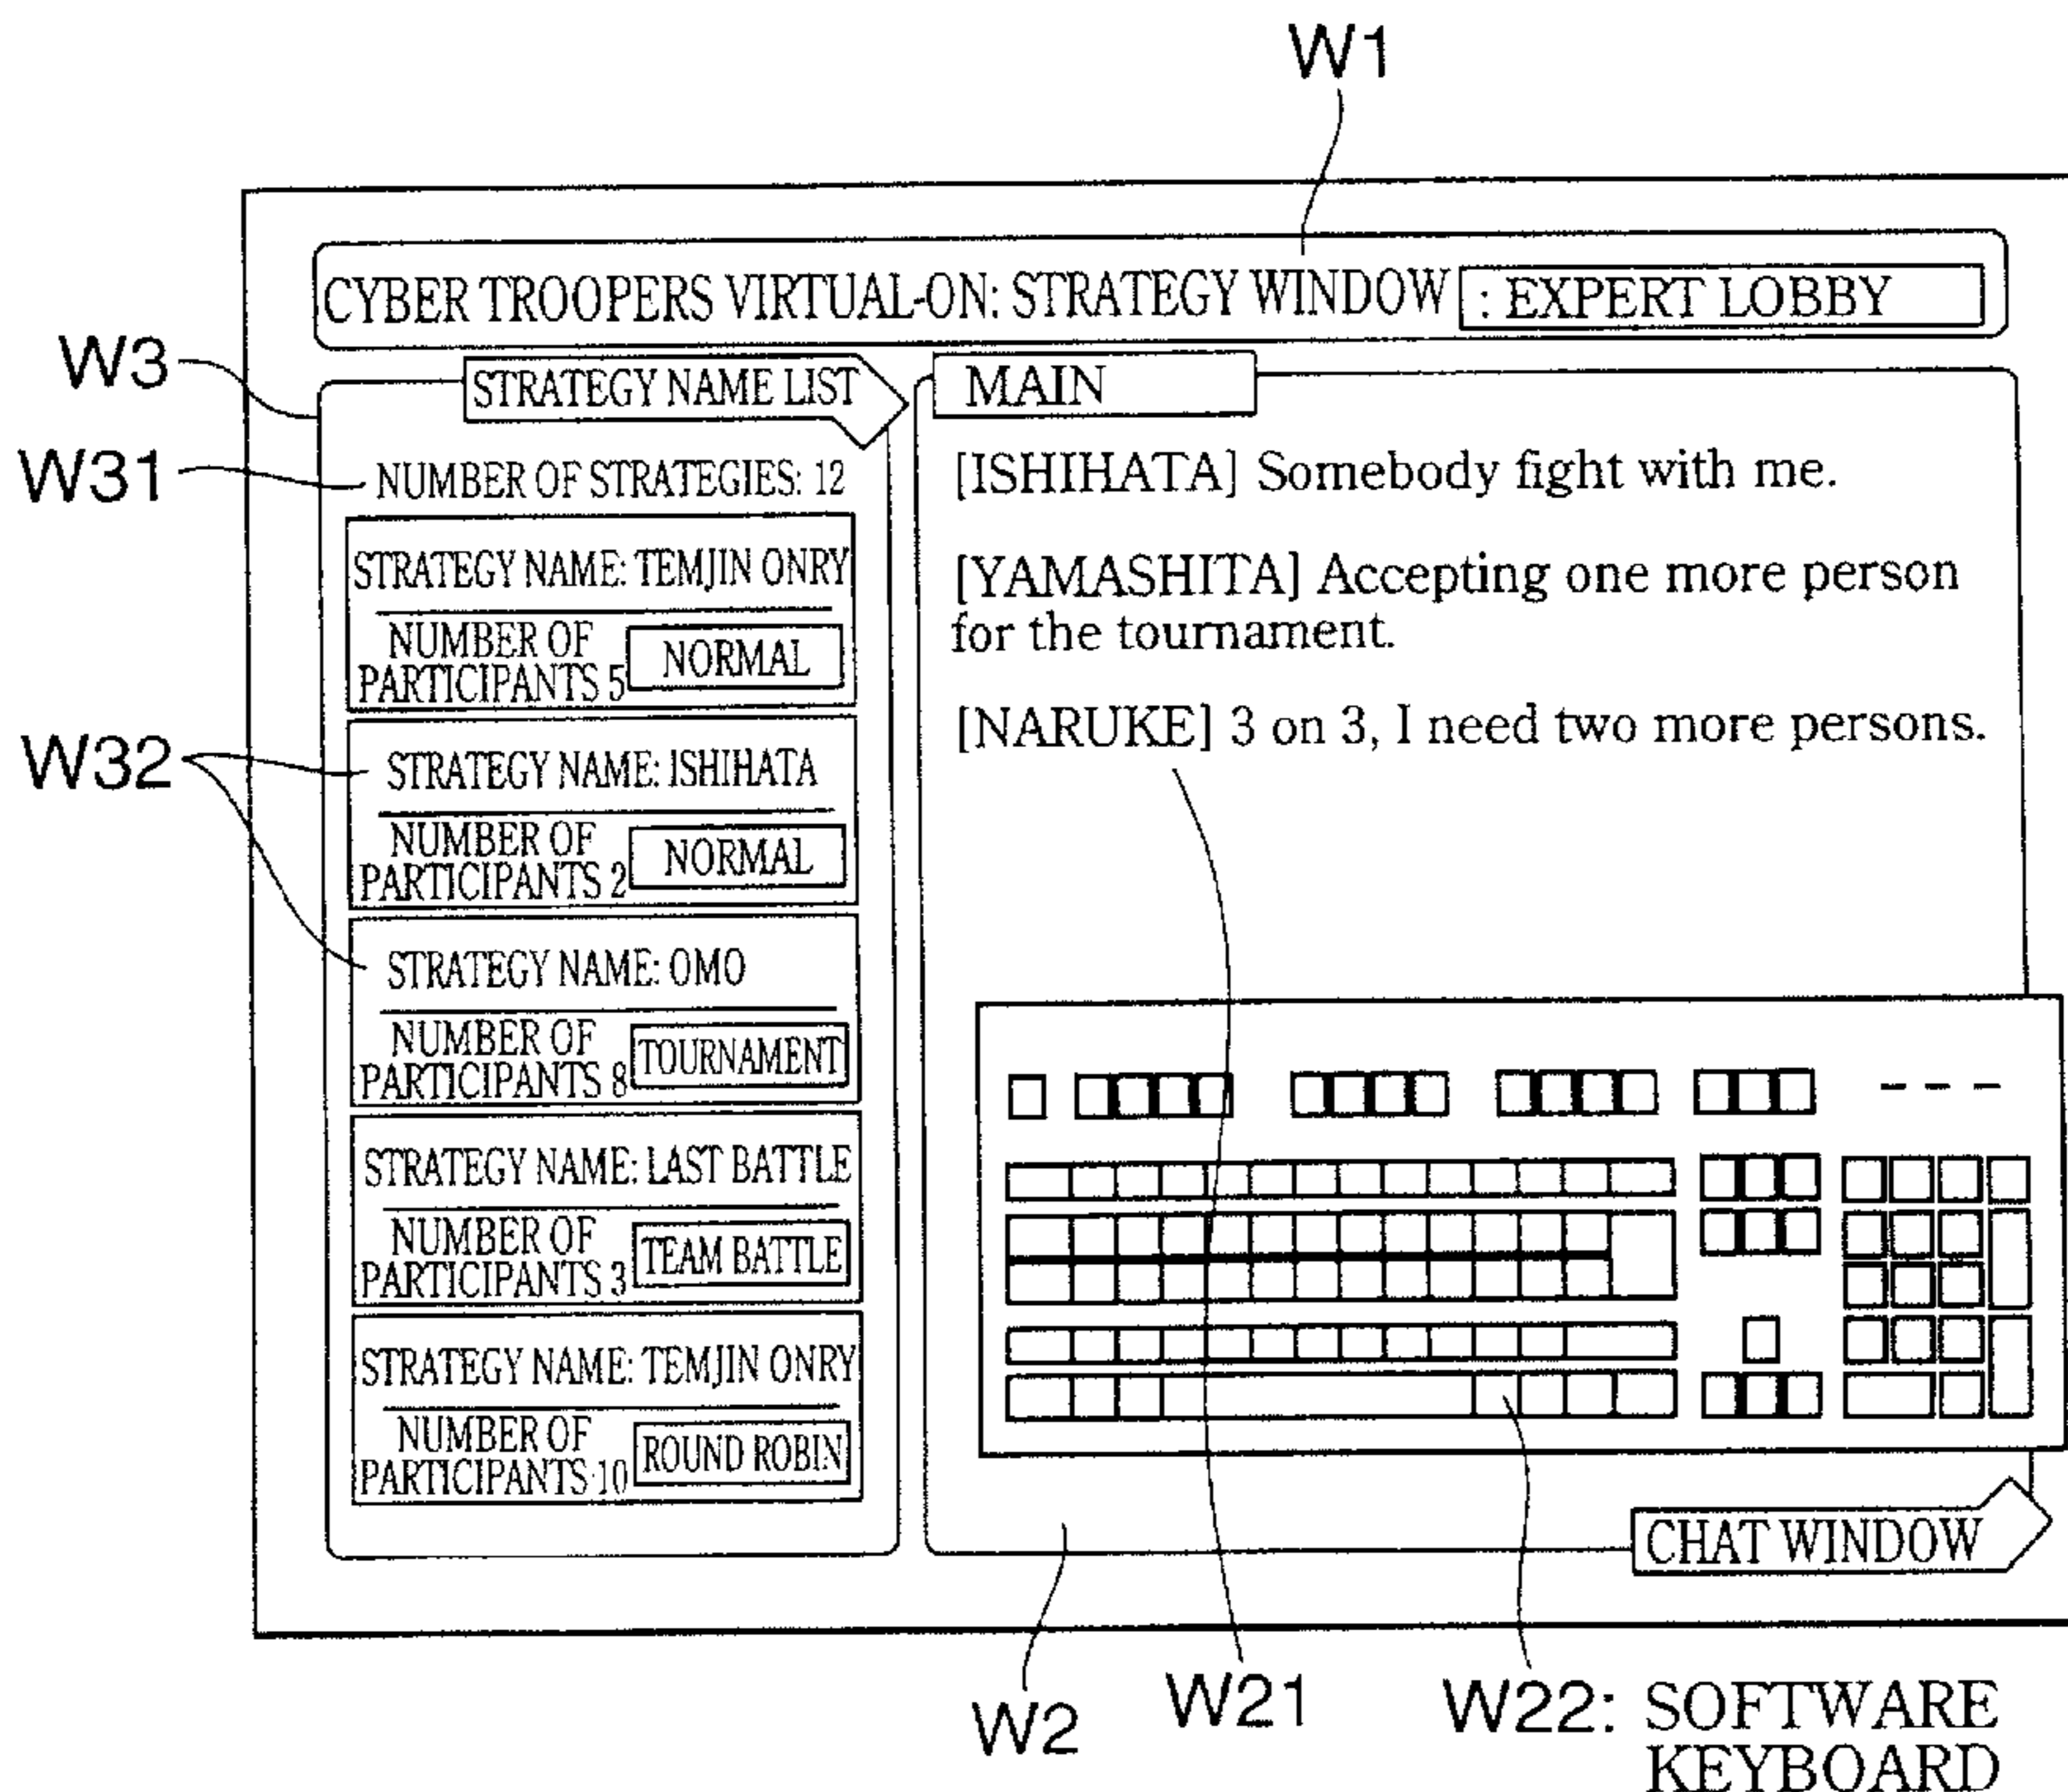 W1
CYBER TROOPERS VIRTUAL-ON: STRATEGY WINDOW : EXPERT LOBBY
W3
STRATEGY NAME LIST
W31
NUMBER OF STRATEGIES: 12
STRATEGY NAME: TEMJIN ONRY
NUMBER OF
PARTICIPANTS 5
NORMAL
W32
STRATEGY NAME: ISHIHATA
NUMBER OF
PARTICIPANTS 2
NORMAL
STRATEGY NAME: OMO
NUMBER OF
PARTICIPANTS 8
TOURNAMENT
STRATEGY NAME: LAST BATTLE
NUMBER OF
PARTICIPANTS 3
TEAM BATTLE
STRATEGY NAME: TEMJIN ONRY
NUMBER OF
PARTICIPANTS 10
ROUND ROBIN
MAIN
[ISHIHATA] Somebody fight with me.
[YAMASHITA] Accepting one more person
for the tournament.
[NARUKE] 3 on 3, I need two more persons.
CHAT WINDOW
W2
W21
W22: SOFTWARE
KEYBOARD